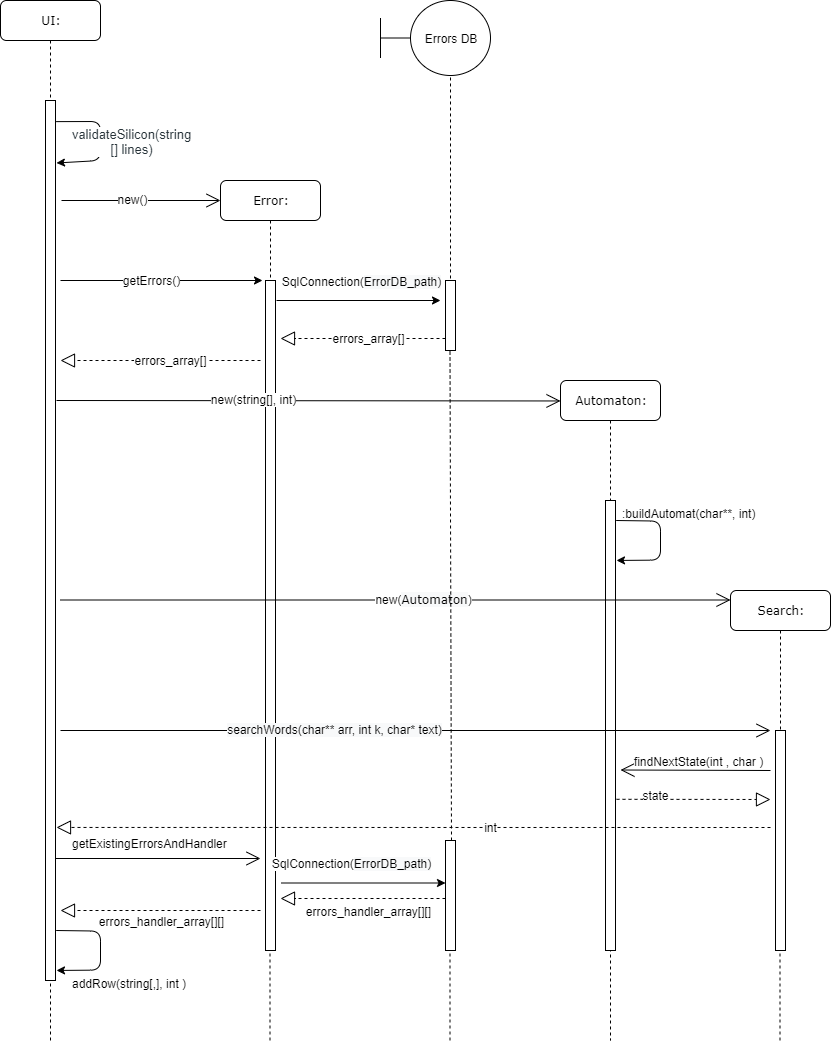 UI:
Errors DB
validateSilicon(string
[] lines)
new()
Error:
getErrors()
SqlConnection(ErrorDB_path)
errors_array[]
errors_array[]
new(string[], int)
Automaton:
:buildAutomat(char**, int)
new(Automaton)
Search:
searchWords(char** arr, int k, char* text)
findNextState(int , char )
state
int
getExistingErrorsAndHandler
SqlConnection(ErrorDB_path)
errors_handler_array[][]
errors_handler_array[][]
addRow(string[,], int )